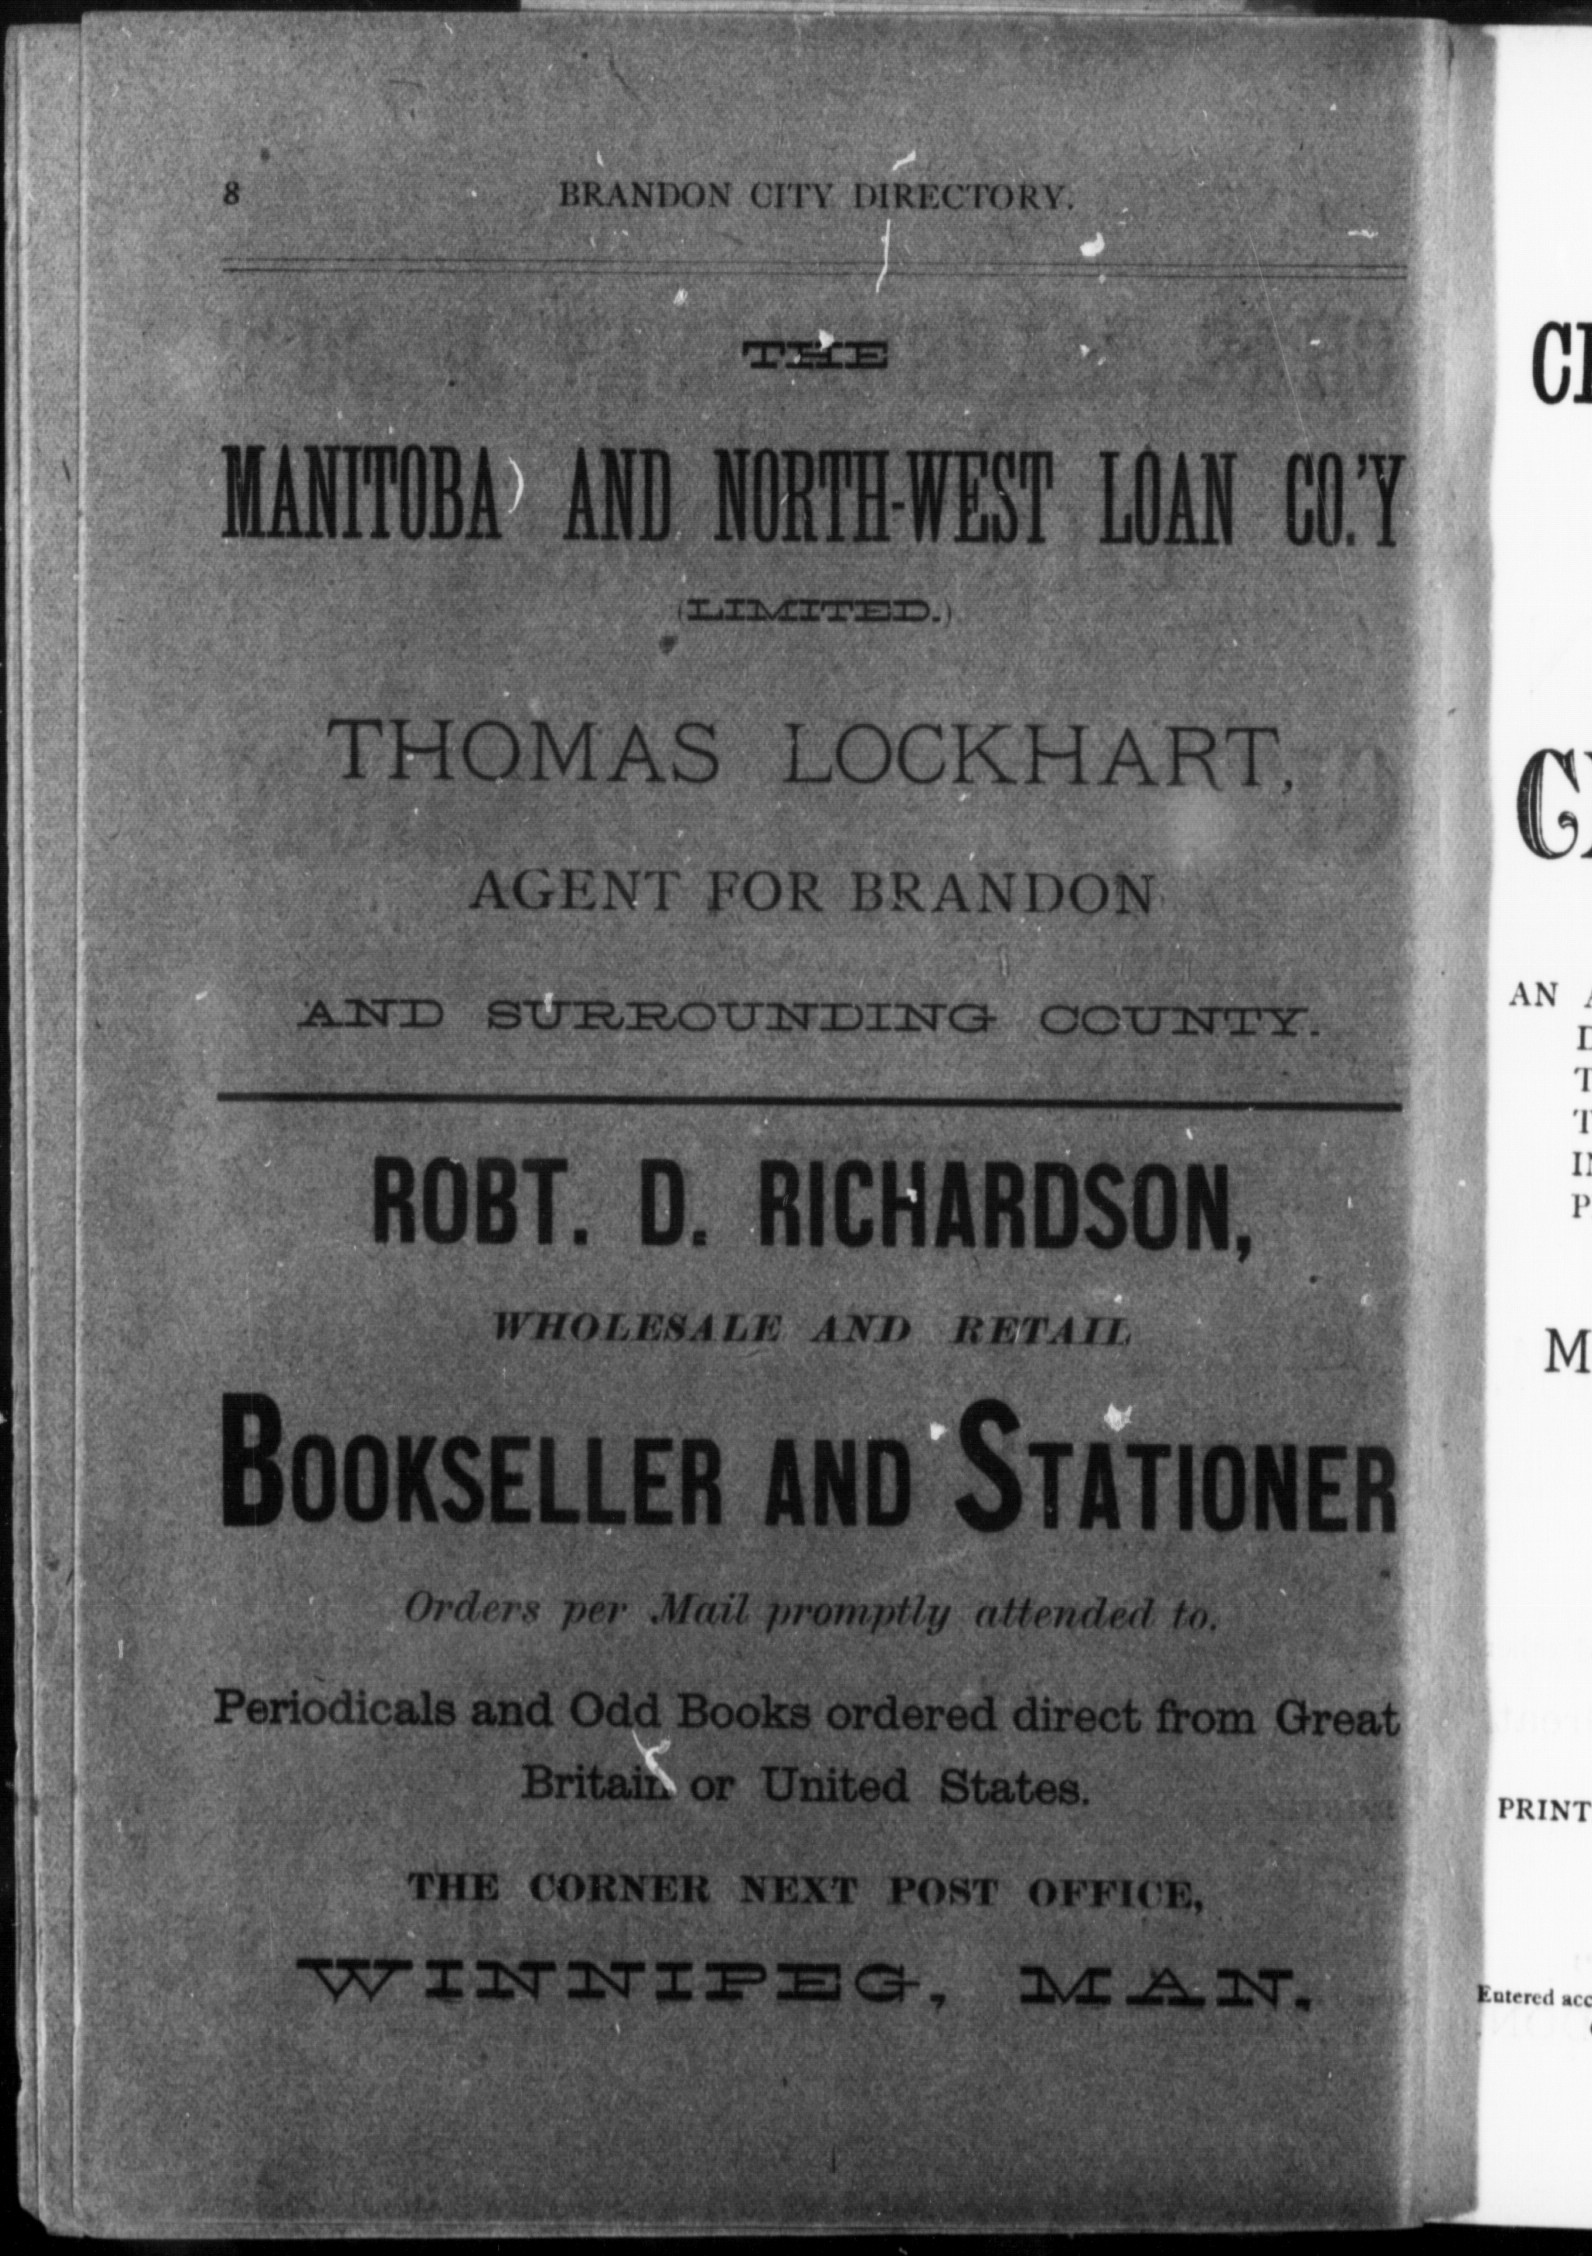 8 BRANDON CITY DIRECTORY.
THE
MANITOBA AND NORTH-WEST LOAN CO.'Y
(LIMITED.)
THOMAS LOCKHART,
AGENT FOR BRANDON
AND SURROUNDING COUNTY.
ROBT. D. RICHARDSON,
WHOLESALE AND RETAIL
BOOKSELLER AND STATIONER
Orders per Mail promptly attended to.
Periodicals and Odd Books ordered direct from Great
Britain or United States.
THE CORNER NEXT POST OFFICE,
WINNIPEG, MAN.
AN
PRINT
Entered acc